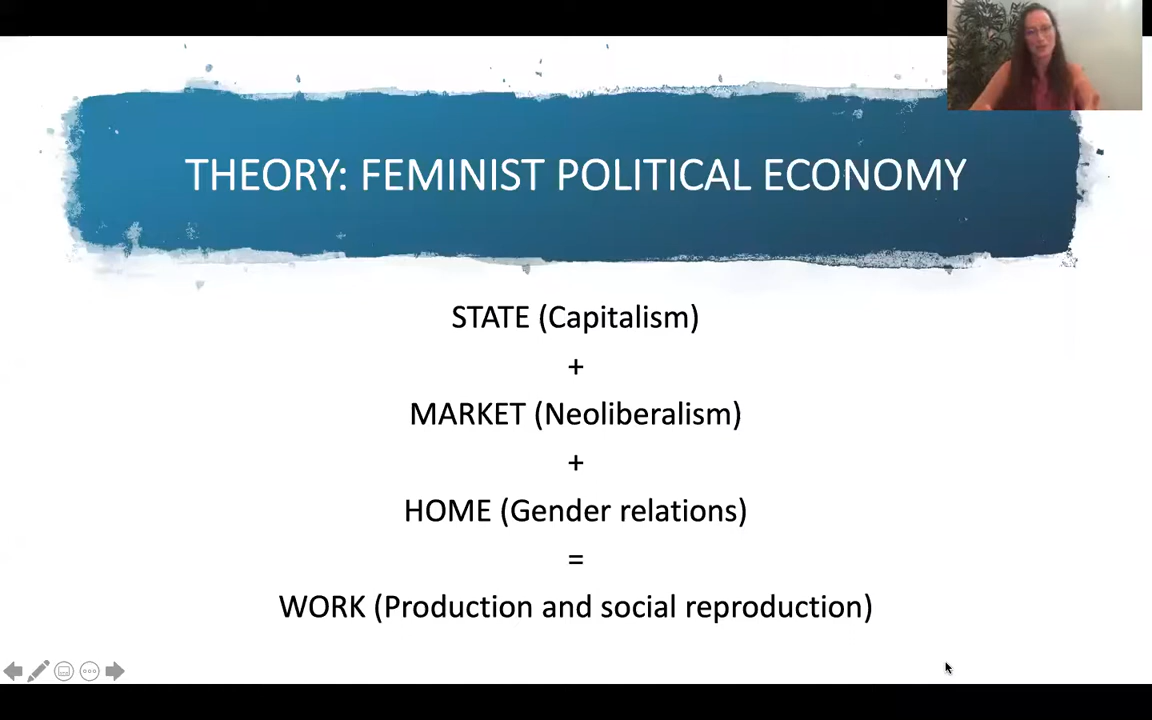 THEORY: FEMINIST POLITICAL ECONOMY
STATE (Capitalism)
+
MARKET (Neoliberalism)
+
HOME (Gender relations)
=
WORK (Production and social reproduction)